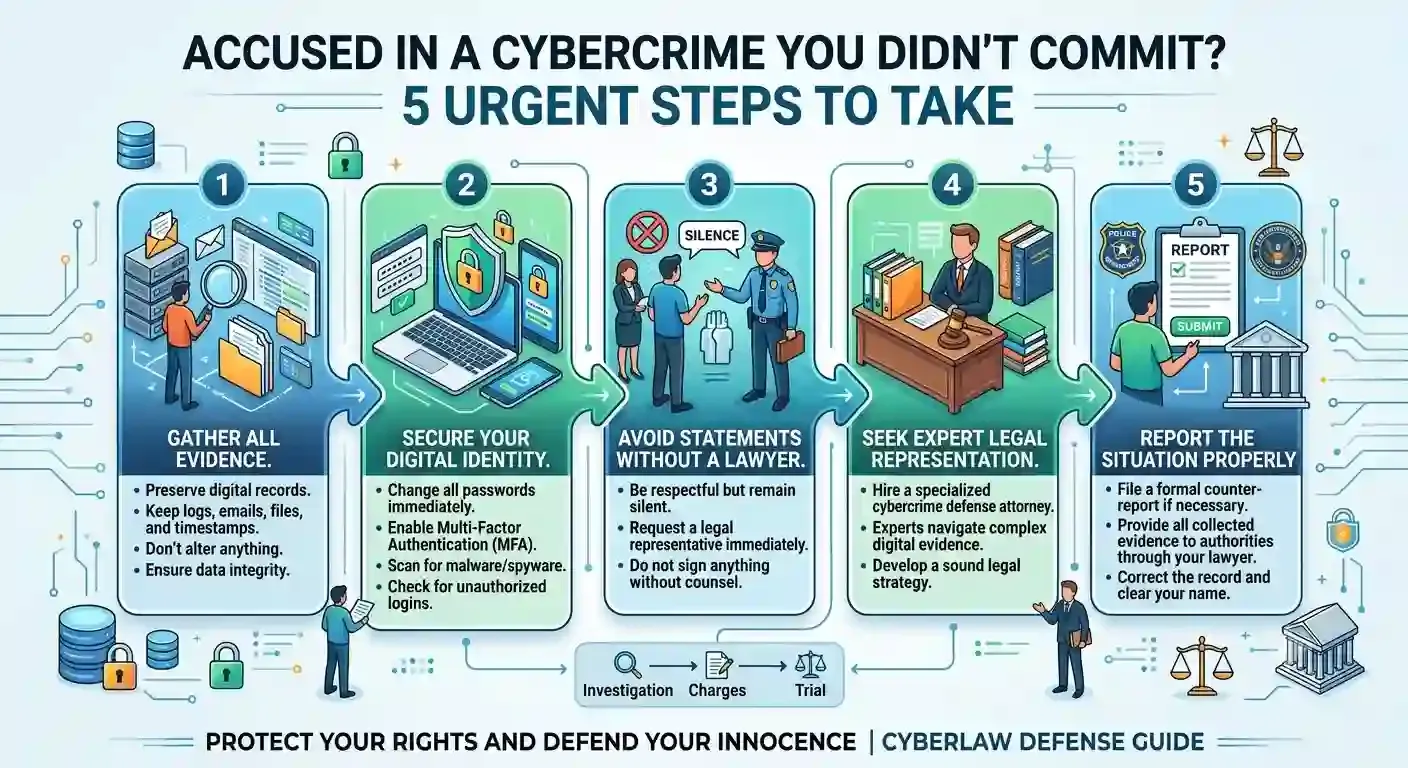 ACCUSED IN A CYBERCRIME YOU DIDN'T COMMIT?
5 URGENT STEPS TO TAKE
1
GATHER ALL
EVIDENCE.
• Preserve digital records.
• Keep logs, emails, files,
and timestamps.
• Don't alter anything.
• Ensure data integrity.
2
SECURE YOUR
DIGITAL IDENTITY.
• Change all passwords
immediately.
• Enable Multi-Factor
Authentication (MFA).
• Scan for malware/spyware.
• Check for unauthorized
logins.
3
SILENCE
AVOID STATEMENTS
WITHOUT A LAWYER.
• Be respectful but remain
silent.
• Request a legal
representative immediately.
• Do not sign anything
without counsel.
4
SEEK EXPERT LEGAL
REPRESENTATION.
• Hire a specialized
cybercrime defense attorney.
• Experts navigate complex
digital evidence.
• Develop a sound legal
strategy.
5
POLICE
REPORT
SUBMIT
REPORT THE
SITUATION PROPERLY
• File a formal counter-
report if necessary.
• Provide all collected
evidence to authorities
through your lawyer.
• Correct the record and
clear your name.
Investigation
Charges
Trial
PROTECT YOUR RIGHTS AND DEFEND YOUR INNOCENCE | CYBERLAW DEFENSE GUIDE